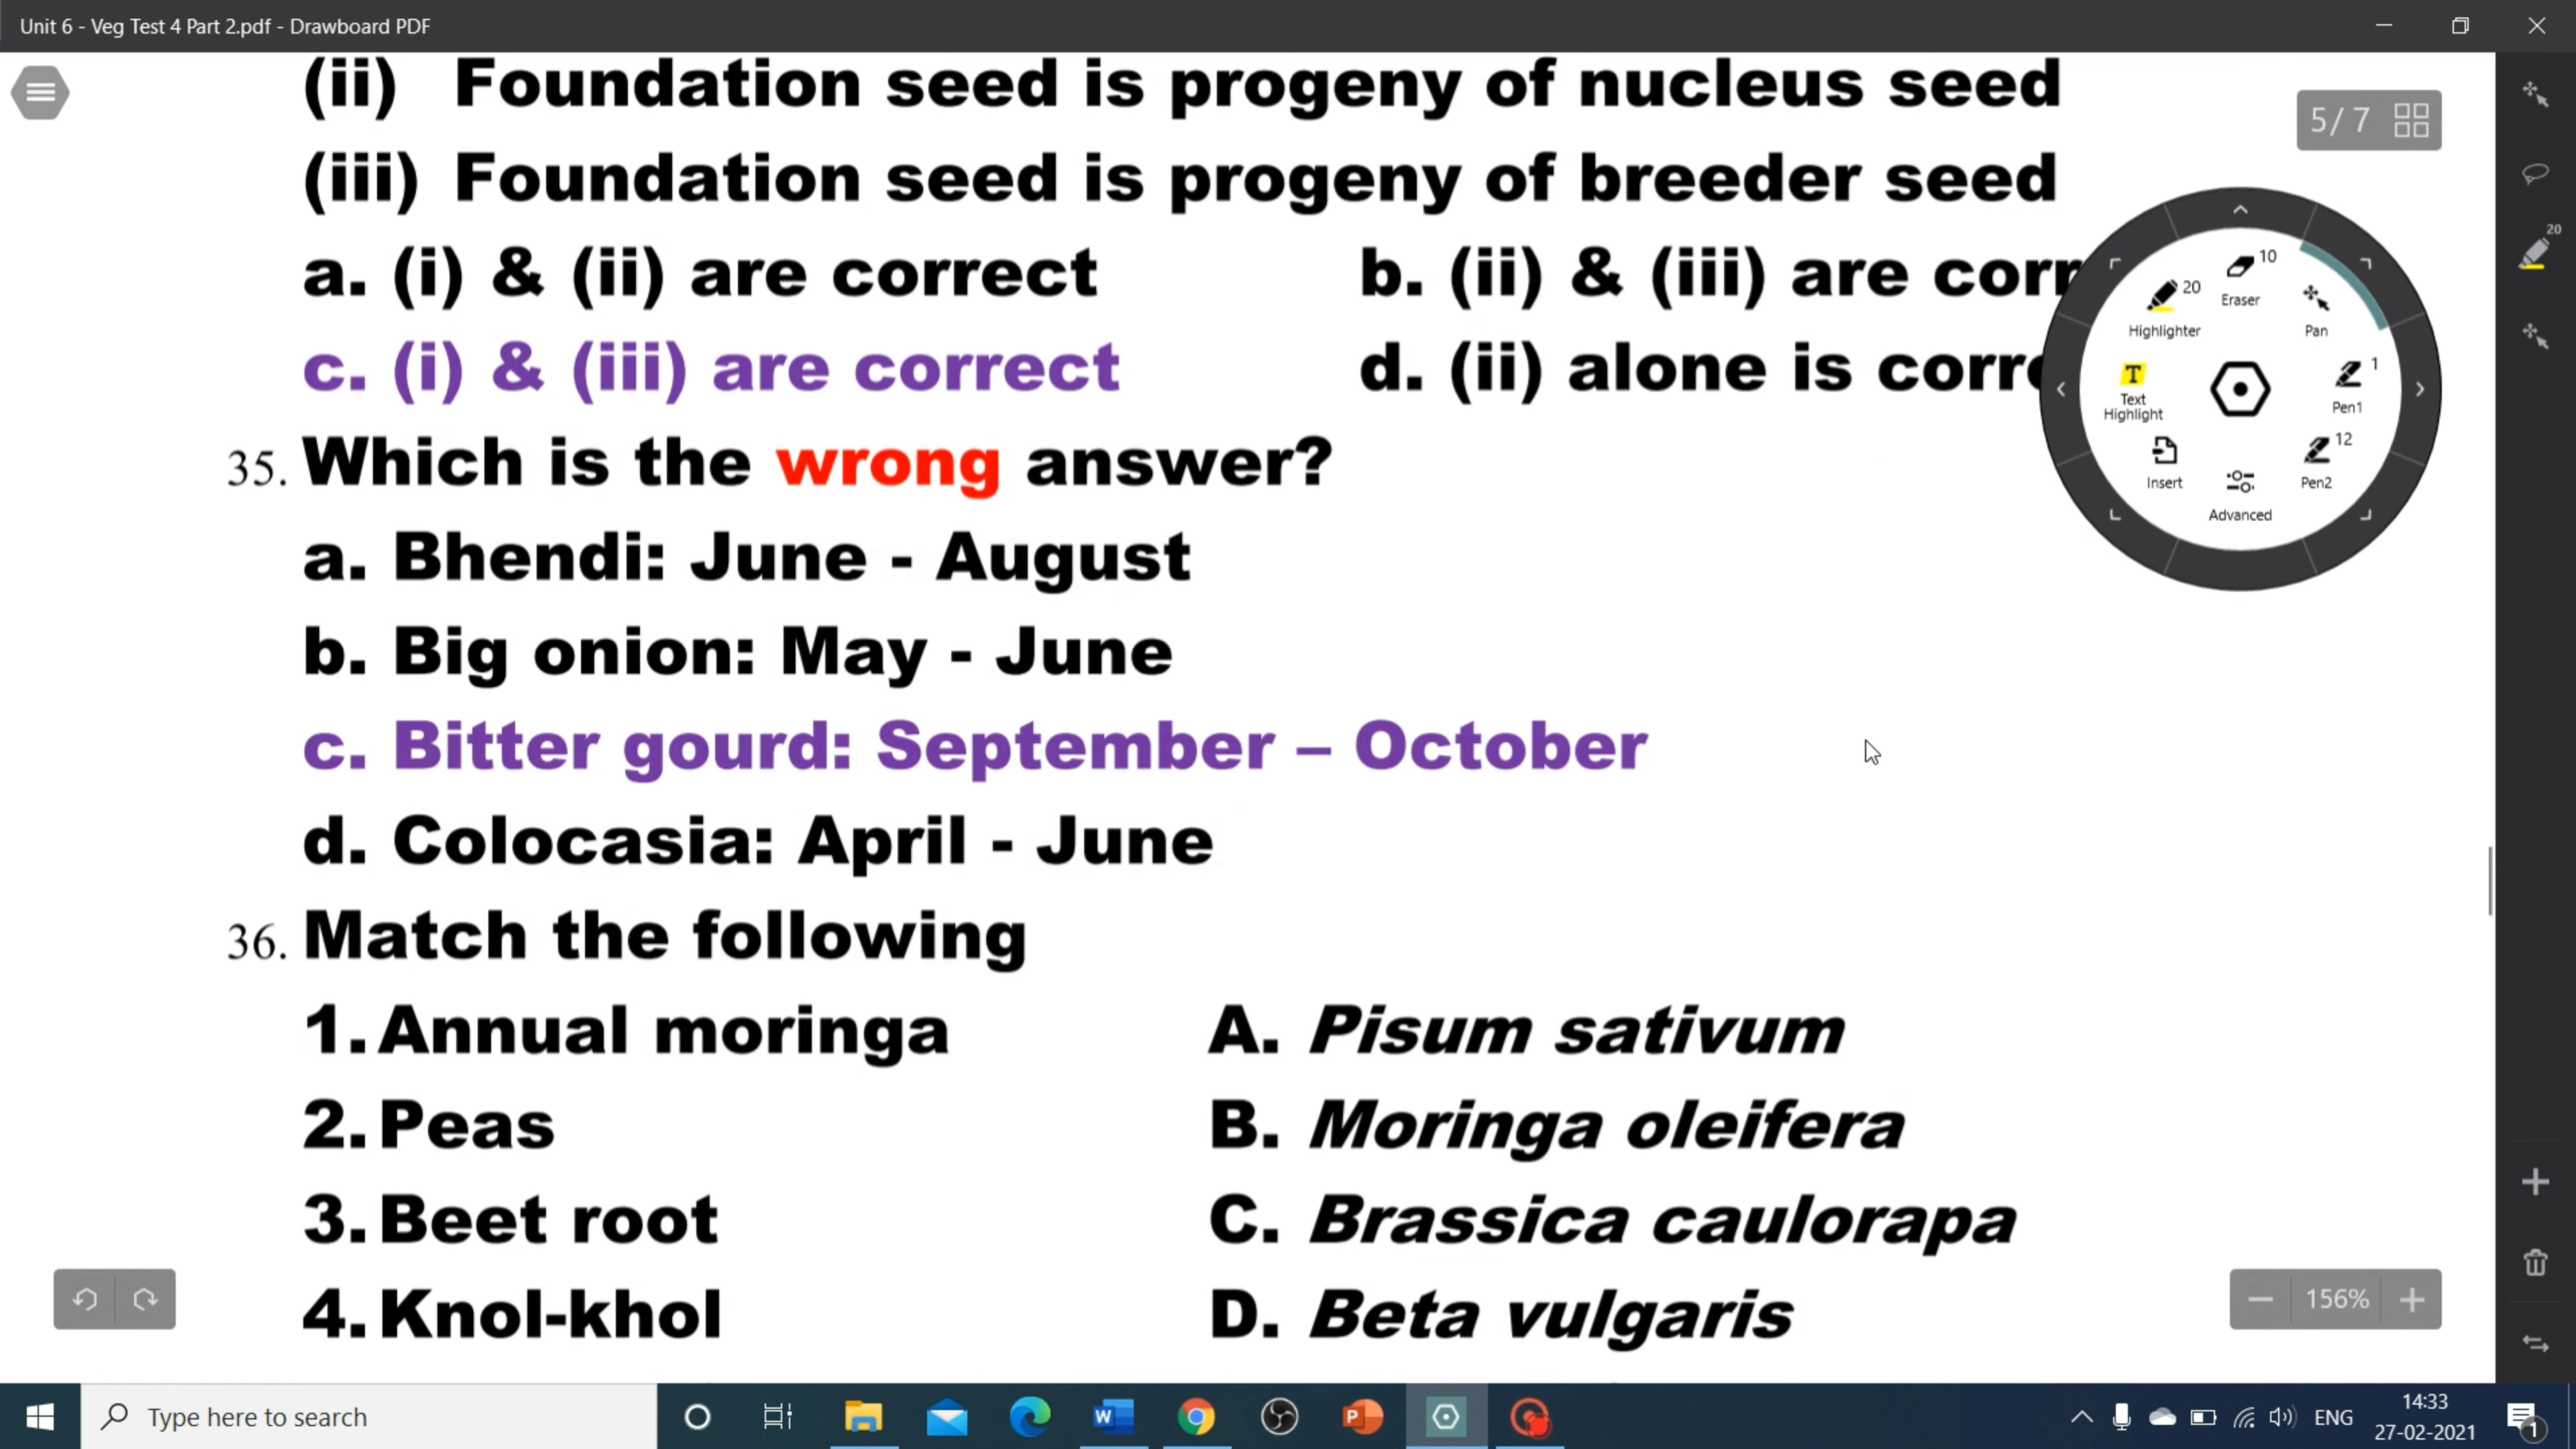 Unit 6 - Veg Test 4 Part 2.pdf - Drawboard PDF
(ii) Foundation seed is progeny of nucleus seed
5 / 7
(iii) Foundation seed is progeny of breeder seed
20
a. (i) & (ii) are correct b. (ii) & (iii) are corr
10
Eraser
20
Highlighter
Pan
c. (i) & (iii) are correct d. (ii) alone is corre
T
Text
Highlight
1
Pen1
12
Pen2
Insert
Advanced
35. Which is the wrong answer?
a. Bhendi: June - August
b. Big onion: May - June
c. Bitter gourd: September – October
d. Colocasia: April - June
36. Match the following
1. Annual moringa A. Pisum sativum
2. Peas B. Moringa oleifera
3. Beet root C. Brassica caulorapa
4. Knol-khol D. Beta vulgaris
156%
Type here to search
W
P
ENG
14:33
27-02-2021
1